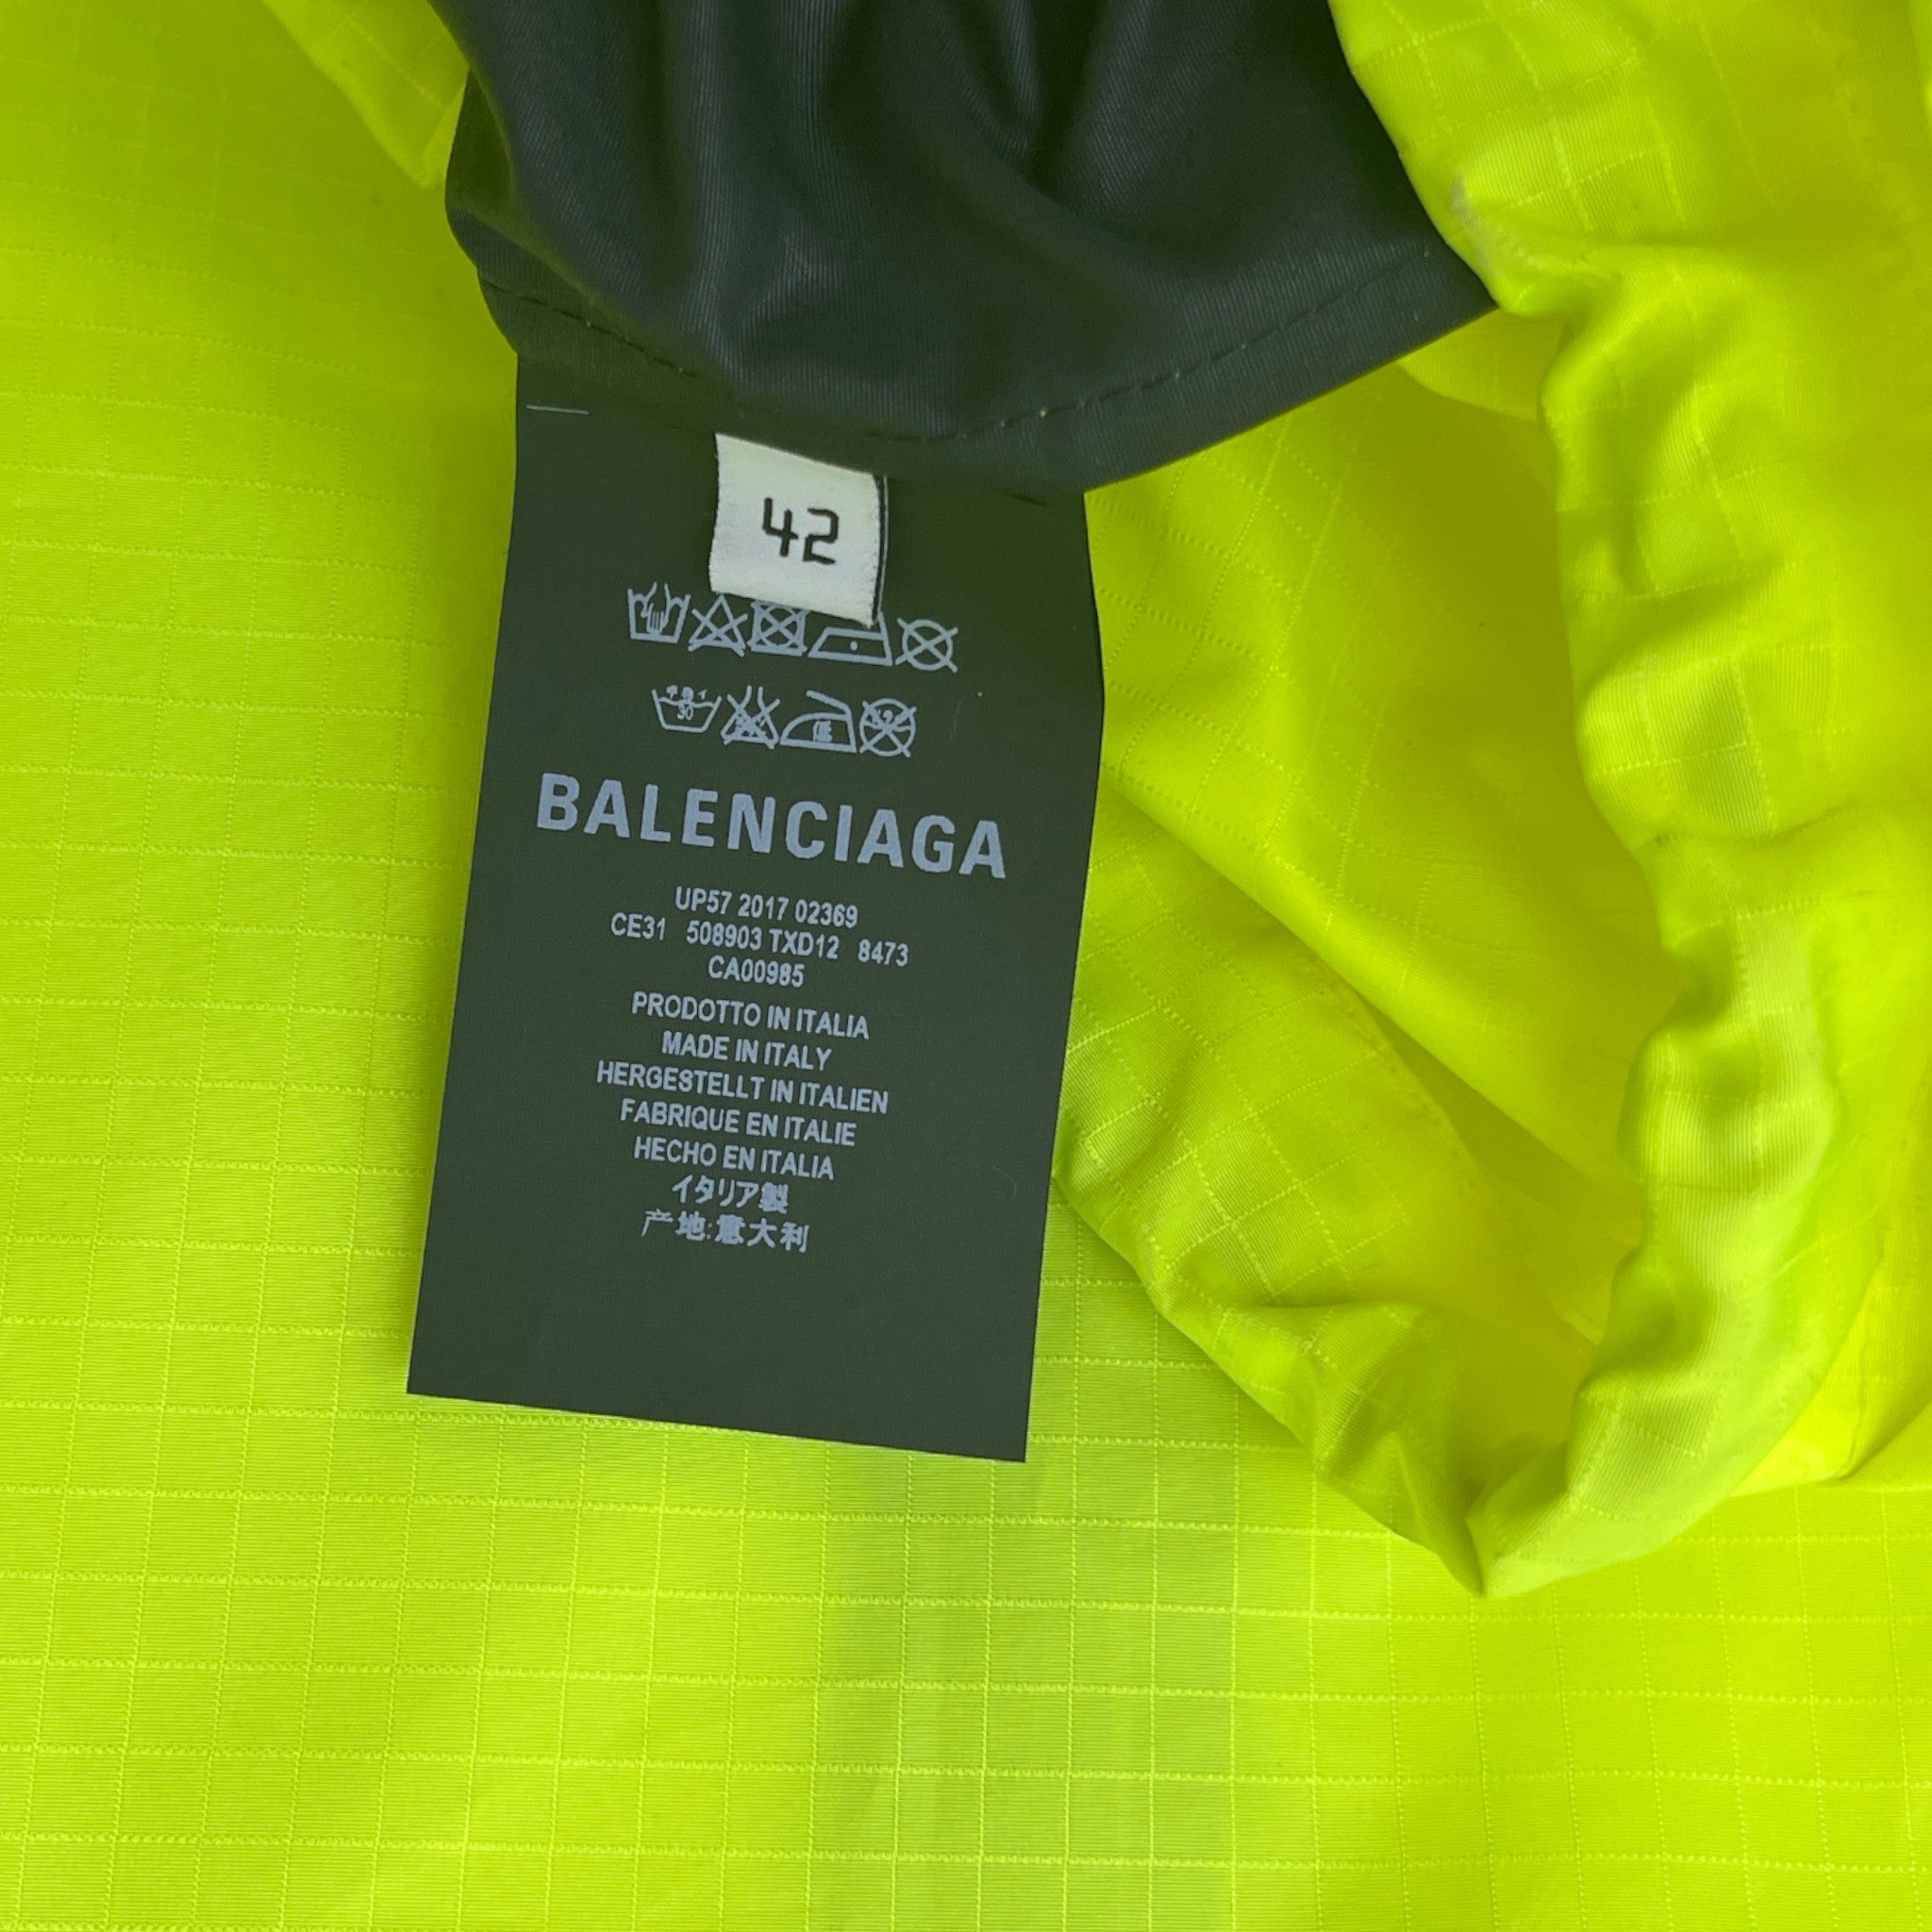 42
30
BALENCIAGA
UP57 2017 02369
CE31 508903 TXD12 8473
CA00985
PRODOTTO IN ITALIA
MADE IN ITALY
HERGESTELLT IN ITALIEN
FABRIQUE EN ITALIE
HECHO EN ITALIA
イタリア製
产地:意大利